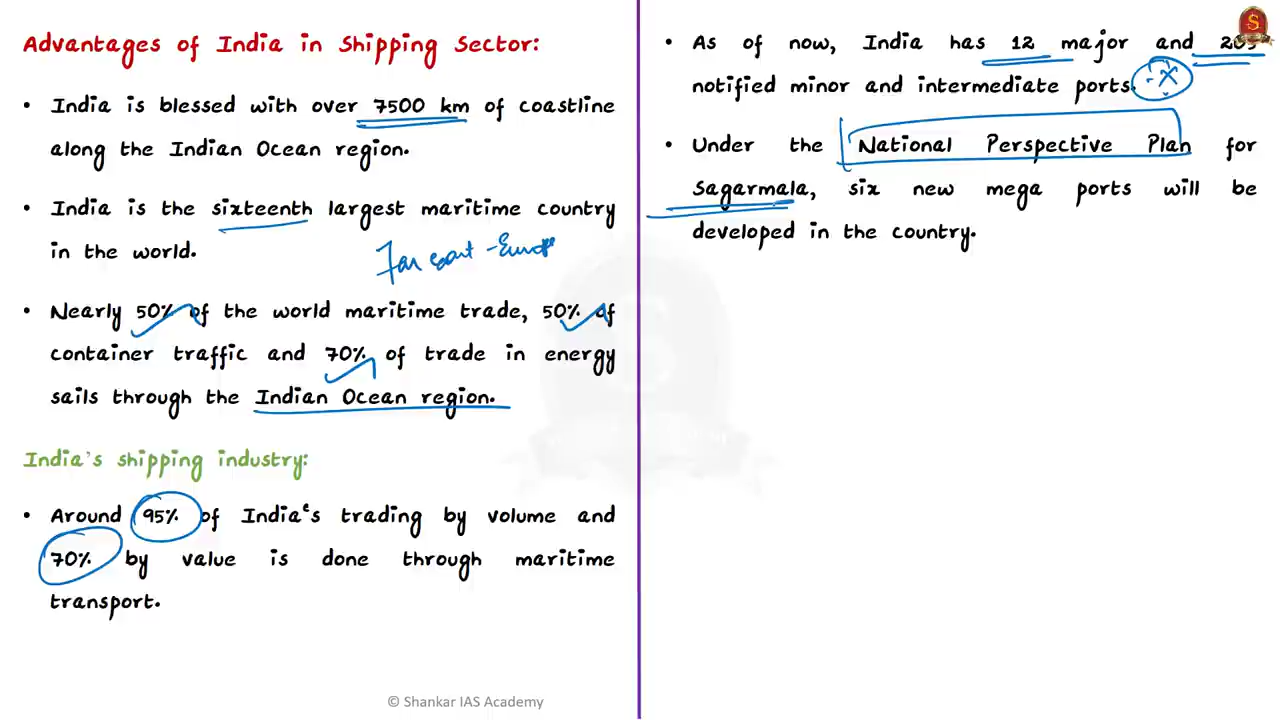 Advantages of India in Shipping Sector:
• India is blessed with over 7500 km of coastline
along the Indian Ocean region.
• India is the sixteenth largest maritime country
in the world.
Far east - Europe
• Nearly 50% of the world maritime trade, 50% of
container traffic and 70% of trade in energy
sails through the Indian Ocean region.
India's shipping industry:
• Around 95% of India's trading by volume and
70% by value is done through maritime
transport.
• As of now, India has 12 major and 205
notified minor and intermediate ports.
• Under the National Perspective Plan for
Sagarmala, six new mega ports will be
developed in the country.
© Shankar IAS Academy